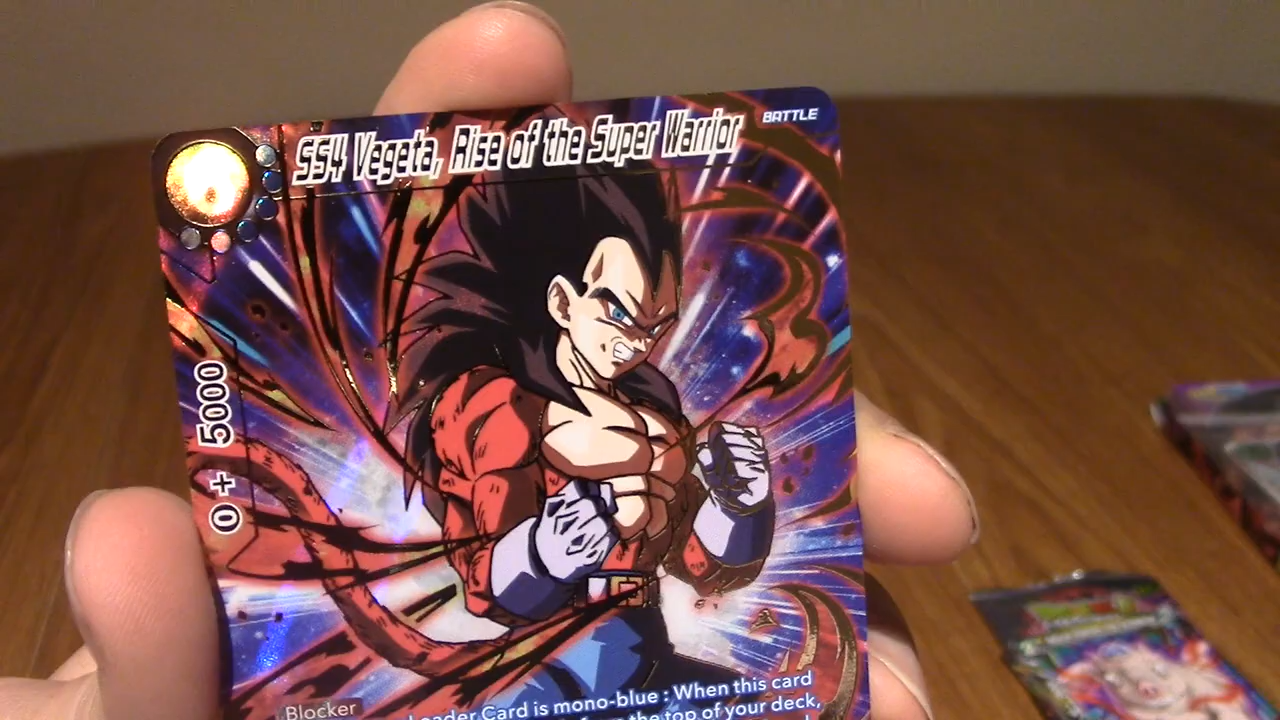 SS4 Vegeta, Rise of the Super Warrior
BATTLE
0 + 5000
Blocker
Leader Card is mono-blue : When this card
from the top of your deck,